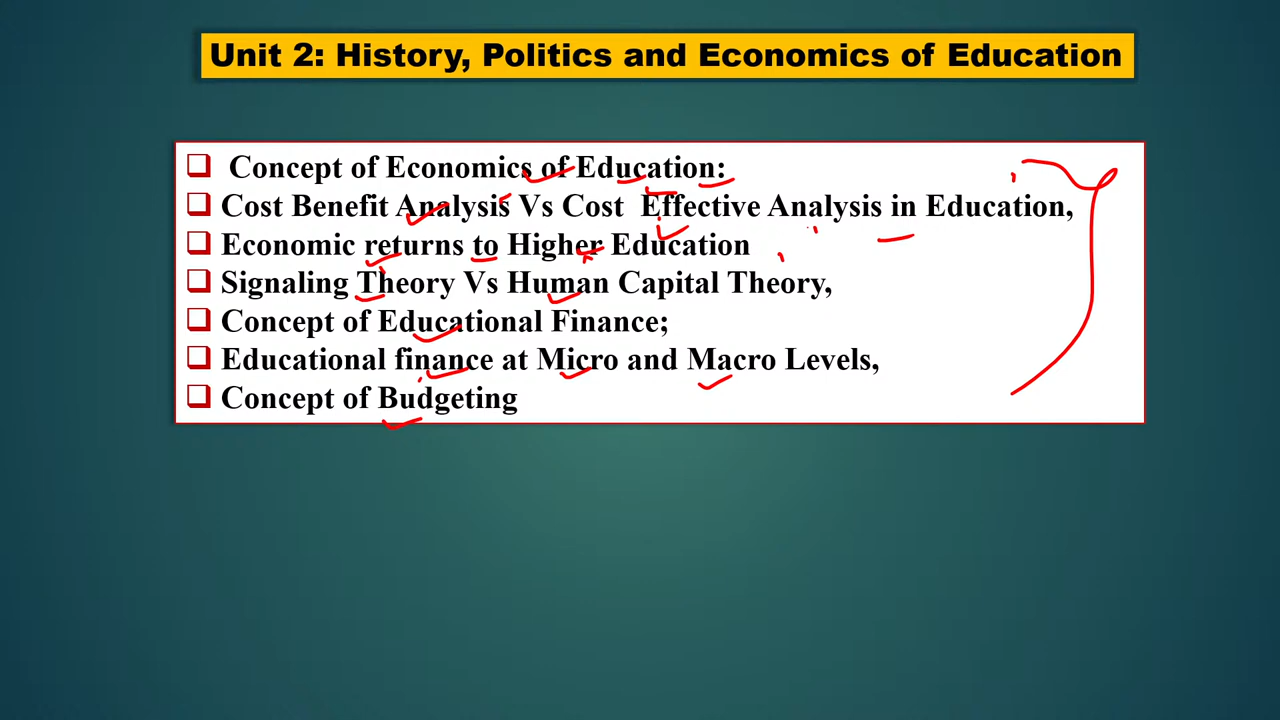 Unit 2: History, Politics and Economics of Education
Concept of Economics of Education:
Cost Benefit Analysis Vs Cost Effective Analysis in Education,
Economic returns to Higher Education
Signaling Theory Vs Human Capital Theory,
Concept of Educational Finance;
Educational finance at Micro and Macro Levels,
Concept of Budgeting